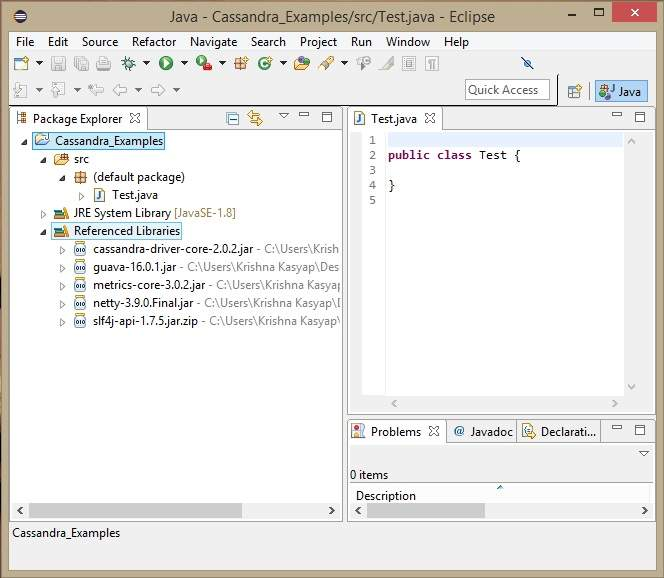 Java - Cassandra_Examples/src/Test.java - Eclipse
File Edit Source Refactor Navigate Search Project Run Window Help
Quick Access
Java
Package Explorer
Cassandra_Examples
src
(default package)
Test.java
JRE System Library [JavaSE-1.8]
Referenced Libraries
cassandra-driver-core-2.0.2.jar - C:\Users\Krish
guava-16.0.1.jar - C:\Users\Krishna Kasyap\Des
metrics-core-3.0.2.jar - C:\Users\Krishna Kasya
netty-3.9.0.Final.jar - C:\Users\Krishna Kasyap\D
slf4j-api-1.7.5.jar.zip - C:\Users\Krishna Kasyap
Test.java
1
2 public class Test {
3
4 }
5
Problems
@ Javadoc
Declarati...
0 items
Description
Cassandra_Examples